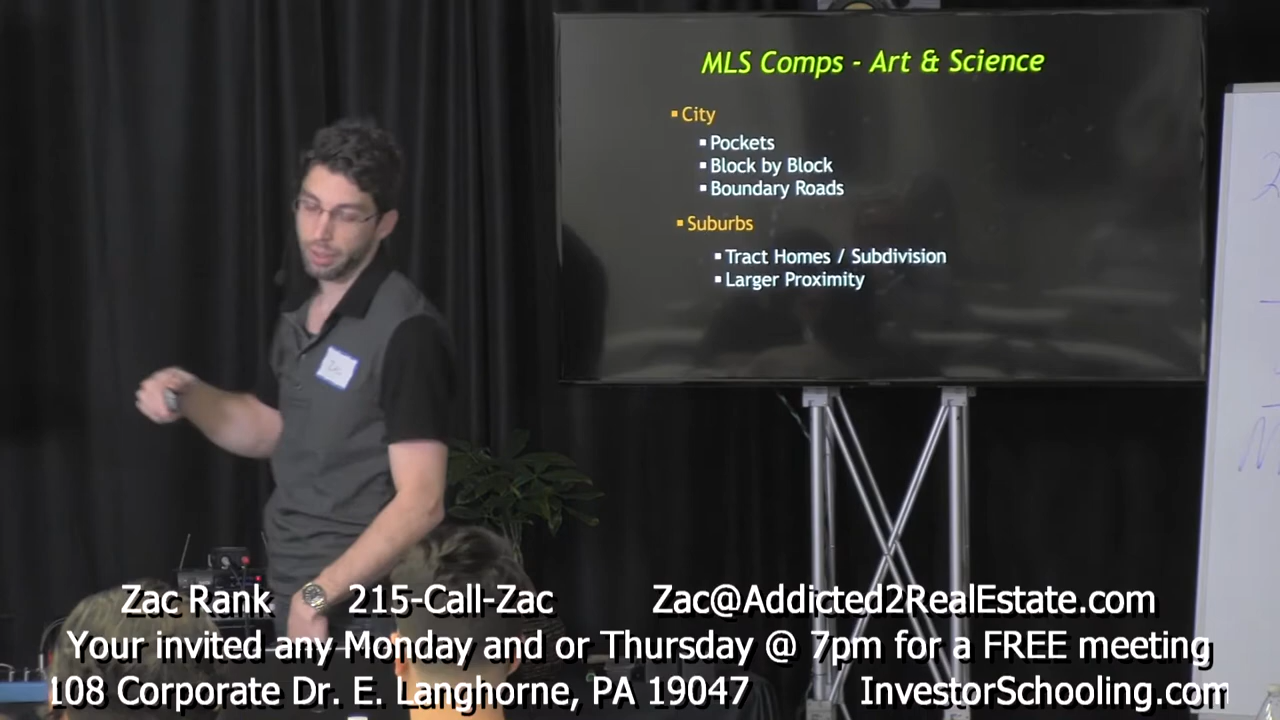 MLS Comps - Art & Science
▪ City
▪ Pockets
▪ Block by Block
▪ Boundary Roads
▪ Suburbs
▪ Tract Homes / Subdivision
▪ Larger Proximity
Zac Rank 215-Call-Zac Zac@Addicted2RealEstate.com
Your invited any Monday and or Thursday @ 7pm for a FREE meeting
108 Corporate Dr. E. Langhorne, PA 19047 InvestorSchooling.com